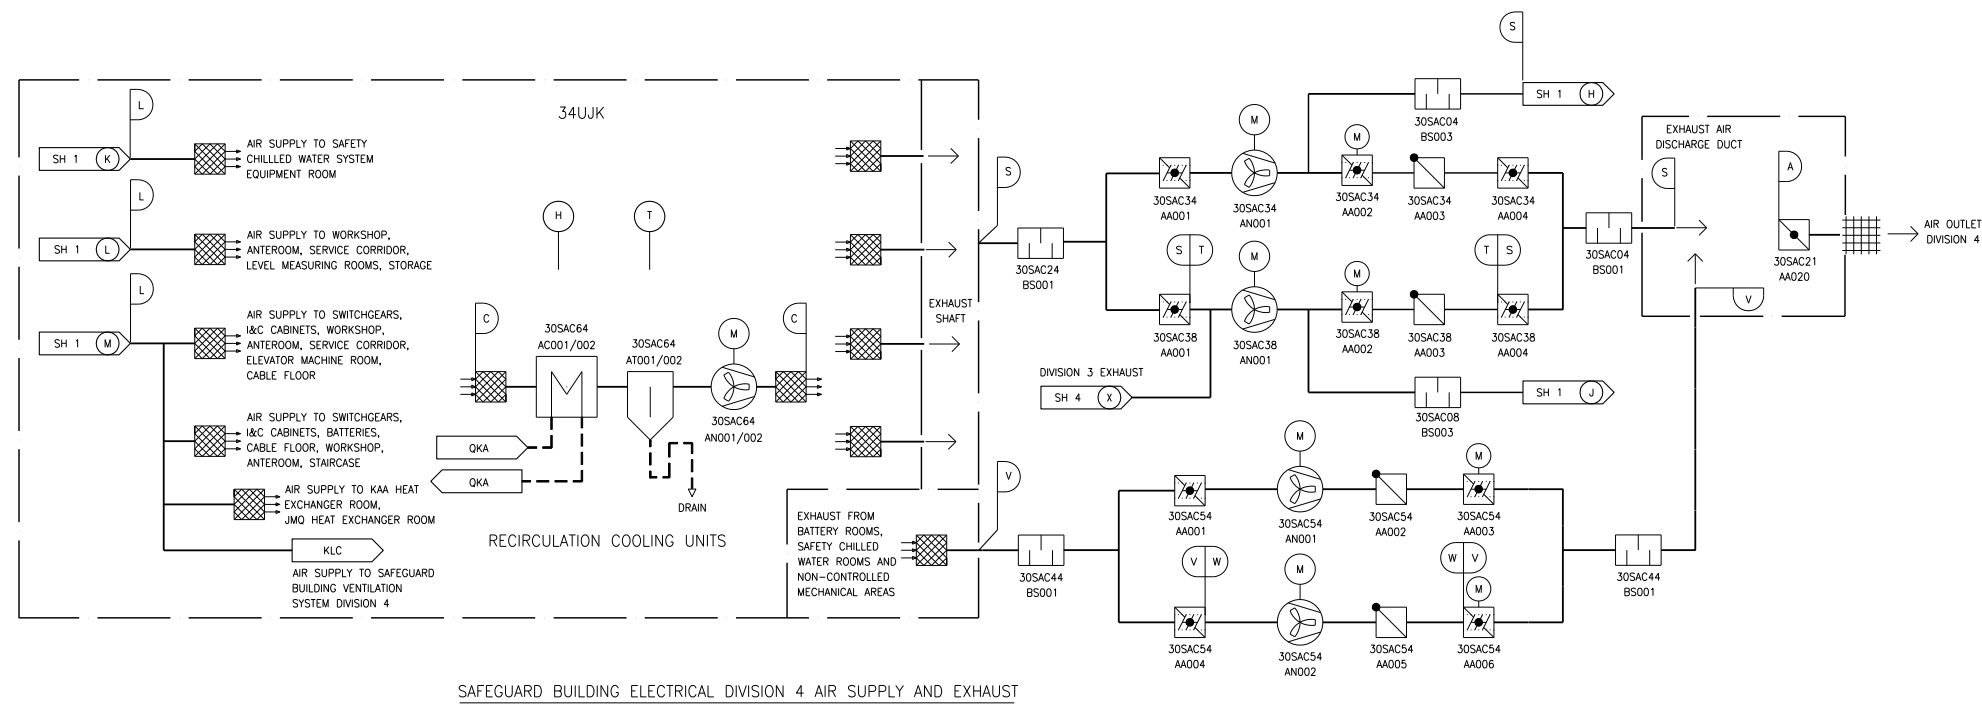 34UJK
L
SH 1 K
AIR SUPPLY TO SAFETY
CHILLLED WATER SYSTEM
EQUIPMENT ROOM
L
SH 1 L
AIR SUPPLY TO WORKSHOP,
ANTEROOM, SERVICE CORRIDOR,
LEVEL MEASURING ROOMS, STORAGE
L
SH 1 M
AIR SUPPLY TO SWITCHGEARS,
I&C CABINETS, WORKSHOP,
ANTEROOM, SERVICE CORRIDOR,
ELEVATOR MACHINE ROOM,
CABLE FLOOR
AIR SUPPLY TO SWITCHGEARS,
I&C CABINETS, BATTERIES,
CABLE FLOOR, WORKSHOP,
ANTEROOM, STAIRCASE
AIR SUPPLY TO KAA HEAT
EXCHANGER ROOM,
JMQ HEAT EXCHANGER ROOM
KLC
AIR SUPPLY TO SAFEGUARD
BUILDING VENTILATION
SYSTEM DIVISION 4
H
T
C
30SAC64
AC001/002
30SAC64
AT001/002
M
C
30SAC64
AN001/002
QKA
QKA
DRAIN
RECIRCULATION COOLING UNITS
EXHAUST
SHAFT
EXHAUST FROM
BATTERY ROOMS,
SAFETY CHILLED
WATER ROOMS AND
NON-CONTROLLED
MECHANICAL AREAS
S
30SAC24
BS001
V
30SAC44
BS001
S
SH 1 H
30SAC04
BS003
M
M
30SAC34
AA001
30SAC34
AN001
30SAC34
AA002
30SAC34
AA003
30SAC34
AA004
S T
M
M
T S
30SAC38
AA001
30SAC38
AN001
30SAC38
AA002
30SAC38
AA003
30SAC38
AA004
DIVISION 3 EXHAUST
SH 4 X
30SAC08
BS003
SH 1 J
30SAC04
BS001
EXHAUST AIR
DISCHARGE DUCT
S
A
V
30SAC21
AA020
AIR OUTLET
DIVISION 4
M
M
30SAC54
AA001
30SAC54
AN001
30SAC54
AA002
30SAC54
AA003
V W
M
W V
M
30SAC54
AA004
30SAC54
AN002
30SAC54
AA005
30SAC54
AA006
30SAC44
BS001
SAFEGUARD BUILDING ELECTRICAL DIVISION 4 AIR SUPPLY AND EXHAUST